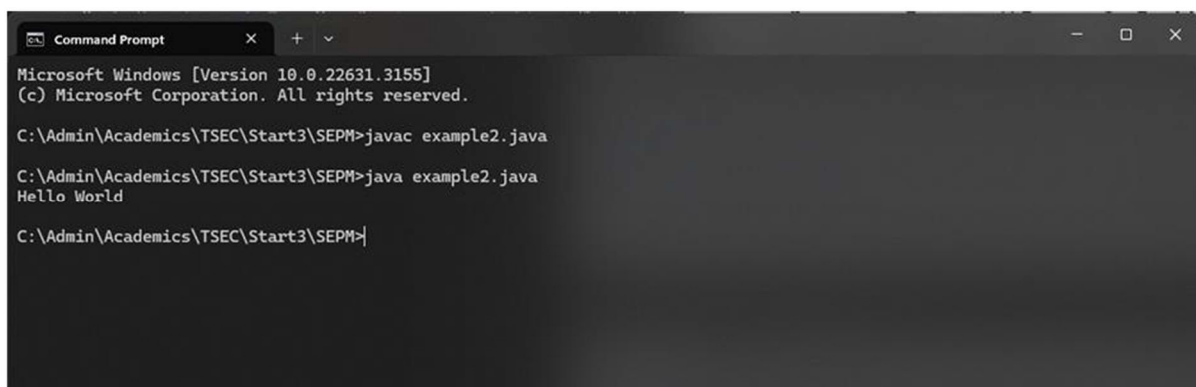 Command Prompt
Microsoft Windows [Version 10.0.22631.3155]
(c) Microsoft Corporation. All rights reserved.
C:\Admin\Academics\TSEC\Start3\SEPM>javac example2.java
C:\Admin\Academics\TSEC\Start3\SEPM>java example2.java
Hello World
C:\Admin\Academics\TSEC\Start3\SEPM>